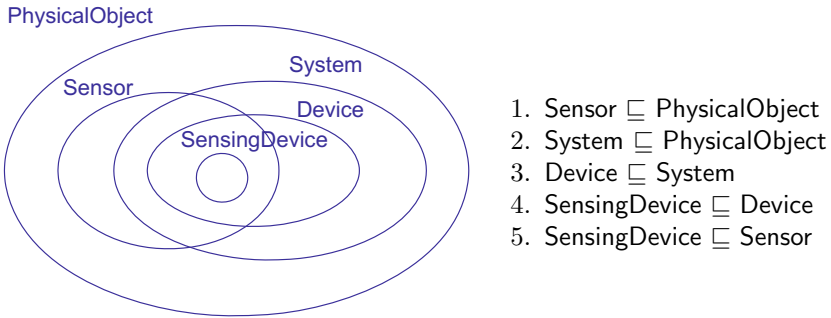 PhysicalObject
System
Sensor
Device
SensingDevice
1. Sensor ⊑ PhysicalObject
2. System ⊑ PhysicalObject
3. Device ⊑ System
4. SensingDevice ⊑ Device
5. SensingDevice ⊑ Sensor